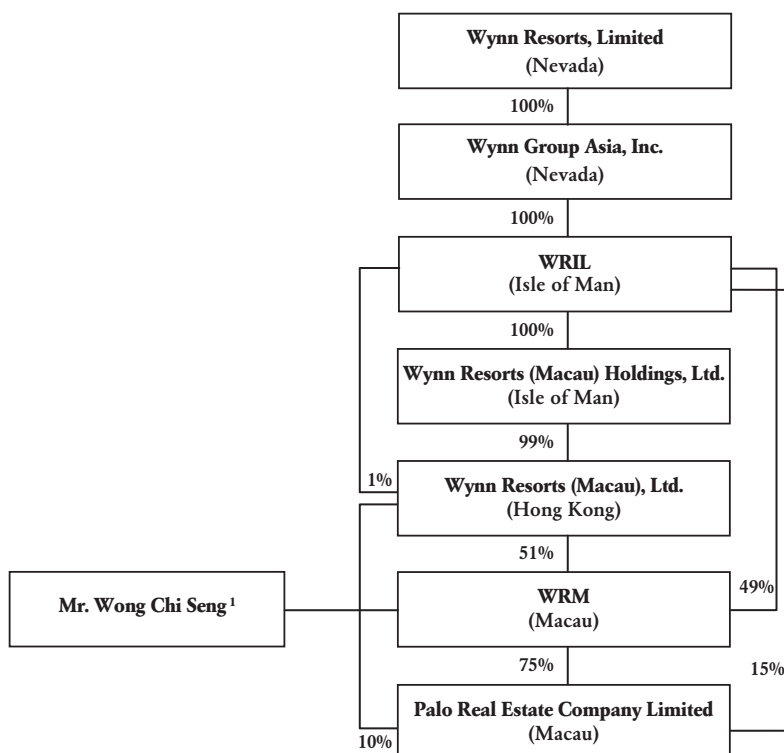 Wynn Resorts, Limited
(Nevada)
100%
Wynn Group Asia, Inc.
(Nevada)
100%
WRIL
(Isle of Man)
100%
Wynn Resorts (Macau) Holdings, Ltd.
(Isle of Man)
99%
1%
Wynn Resorts (Macau), Ltd.
(Hong Kong)
51%
Mr. Wong Chi Seng 1
WRM
(Macau)
49%
75%
15%
Palo Real Estate Company Limited
(Macau)
10%